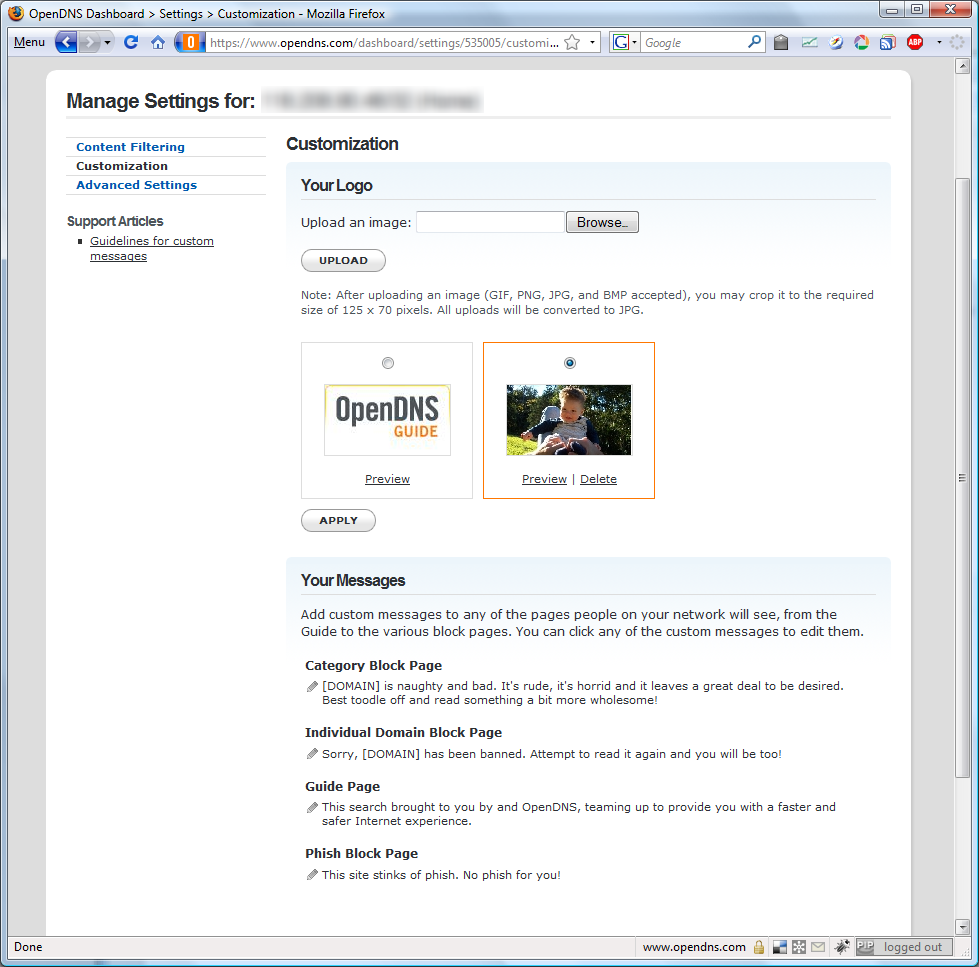 OpenDNS Dashboard > Settings > Customization - Mozilla Firefox
Menu
https://www.opendns.com/dashboard/settings/535005/customi...
G
Google
ABP
Manage Settings for:
Content Filtering
Customization
Advanced Settings
Support Articles
Guidelines for custom
messages
Customization
Your Logo
Upload an image:
Browse...
UPLOAD
Note: After uploading an image (GIF, PNG, JPG, and BMP accepted), you may crop it to the required
size of 125 x 70 pixels. All uploads will be converted to JPG.
OpenDNS
GUIDE
Preview
Preview | Delete
APPLY
Your Messages
Add custom messages to any of the pages people on your network will see, from the
Guide to the various block pages. You can click any of the custom messages to edit them.
Category Block Page
[DOMAIN] is naughty and bad. It's rude, it's horrid and it leaves a great deal to be desired.
Best toodle off and read something a bit more wholesome!
Individual Domain Block Page
Sorry, [DOMAIN] has been banned. Attempt to read it again and you will be too!
Guide Page
This search brought to you by and OpenDNS, teaming up to provide you with a faster and
safer Internet experience.
Phish Block Page
This site stinks of phish. No phish for you!
Done
www.opendns.com
PIP
logged out